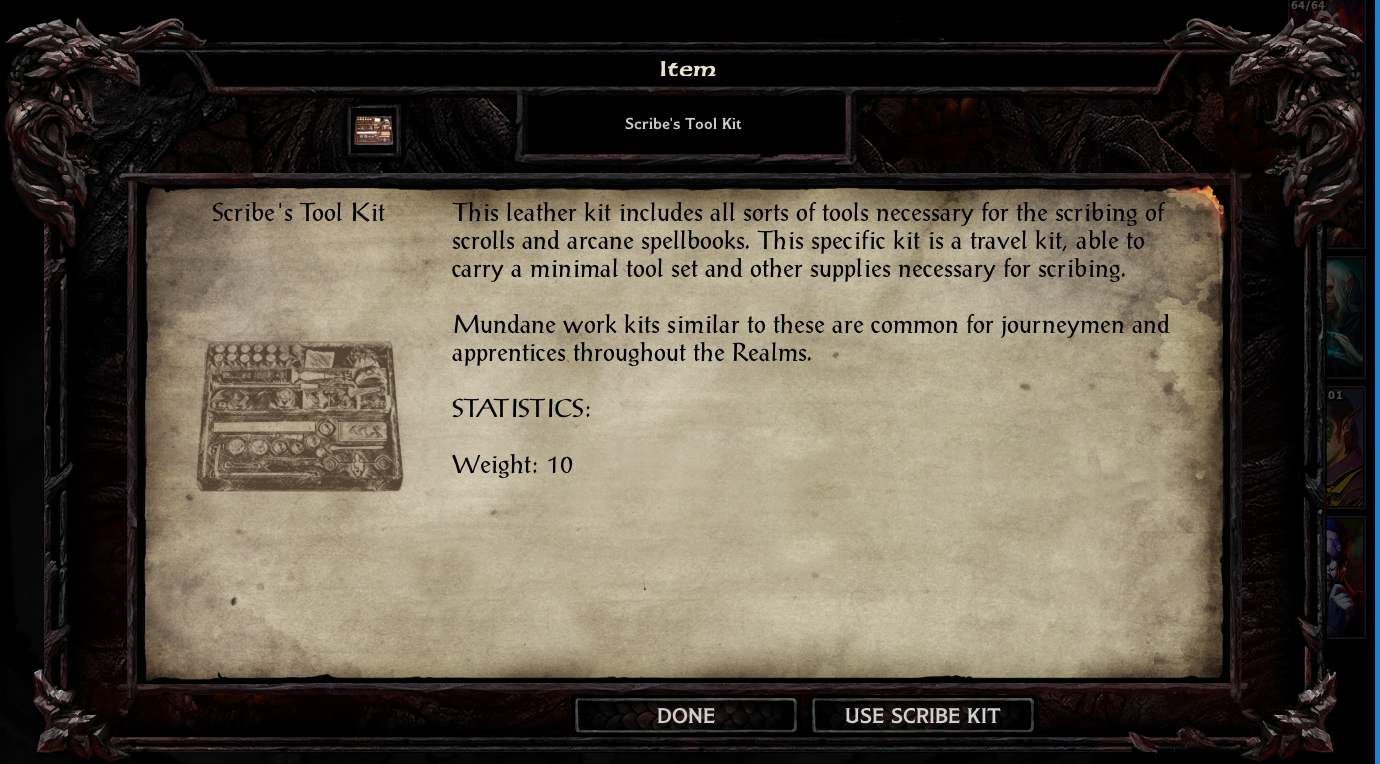 64/64
Item
Scribe's Tool Kit
Scribe's Tool Kit
This leather kit includes all sorts of tools necessary for the scribing of
scrolls and arcane spellbooks. This specific kit is a travel kit, able to
carry a minimal tool set and other supplies necessary for scribing.
Mundane work kits similar to these are common for journeymen and
apprentices throughout the Realms.
STATISTICS:
Weight: 10
01
DONE
USE SCRIBE KIT